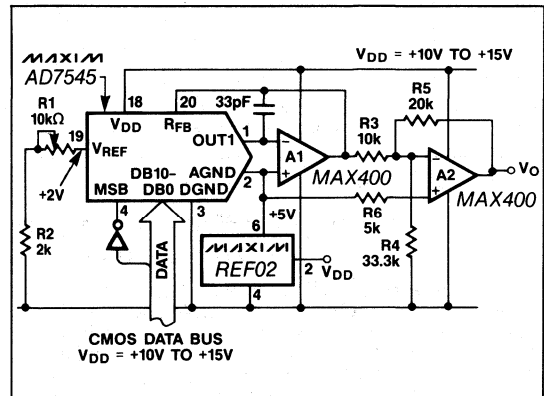 MAXIM
AD7545
VDD = +10V TO +15V
R1
10kΩ
19
18
20
33pF
R5
20k
VDD
RFB
OUT1
1
R3
10k
VREF
A1
A2
VO
+2V
DB10-
DB0
AGND
2
MAX400
MAX400
MSB
DGND
4
3
+5V
R6
5k
R2
2k
DATA
6
MAXIM
REF02
2
VDD
4
R4
33.3k
CMOS DATA BUS
VDD = +10V TO +15V